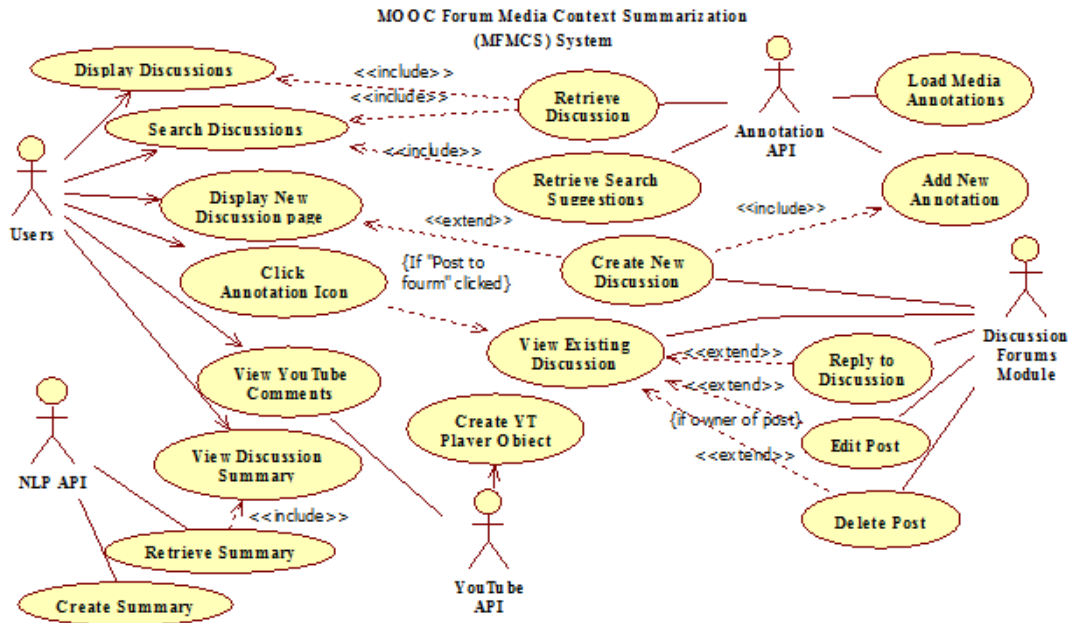 MOOC Forum Media Context Summarization
(MFMCS) System
Display Discussions
<<include>>
<<include>>
Search Discussions
Retrieve
Discussion
Annotation
API
Load Media
Annotations
<<include>>
Retrieve Search
Suggestions
Add New
Annotation
Users
Display New
Discussion page
<<extend>>
<<include>>
Click
Annotation Icon
{If "Post to
fourm" clicked}
Create New
Discussion
View Existing
Discussion
Discussion
Forums
Module
<<extend>>
Reply to
Discussion
View YouTube
Comments
<<extend>>
Create YT
Player Object
{if owner of post}
Edit Post
View Discussion
Summary
<<extend>>
NLP API
<<include>>
Delete Post
Retrieve Summary
YouTube
API
Create Summary